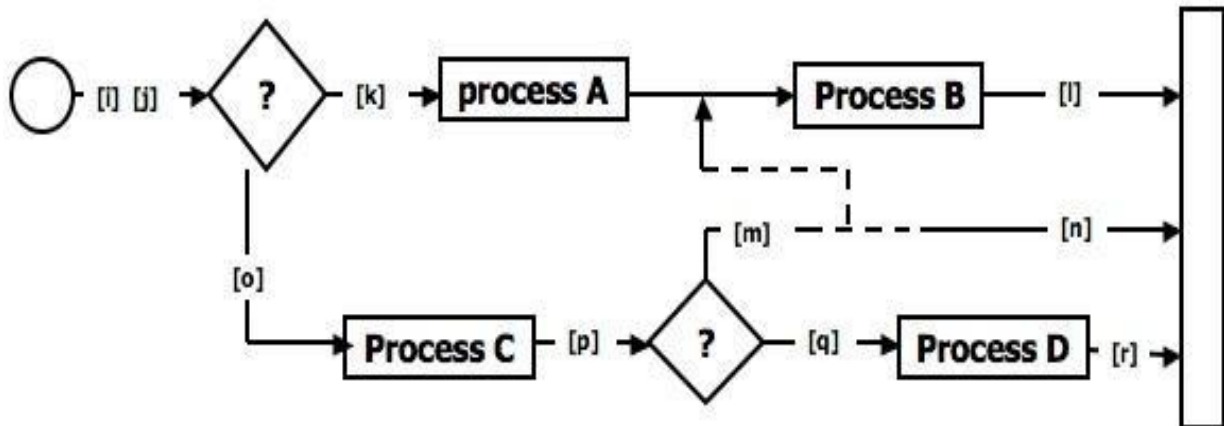 [i] [j] ? [k] process A Process B [l]
[m] [n]
[o]
Process C [p] ? [q] Process D [r]